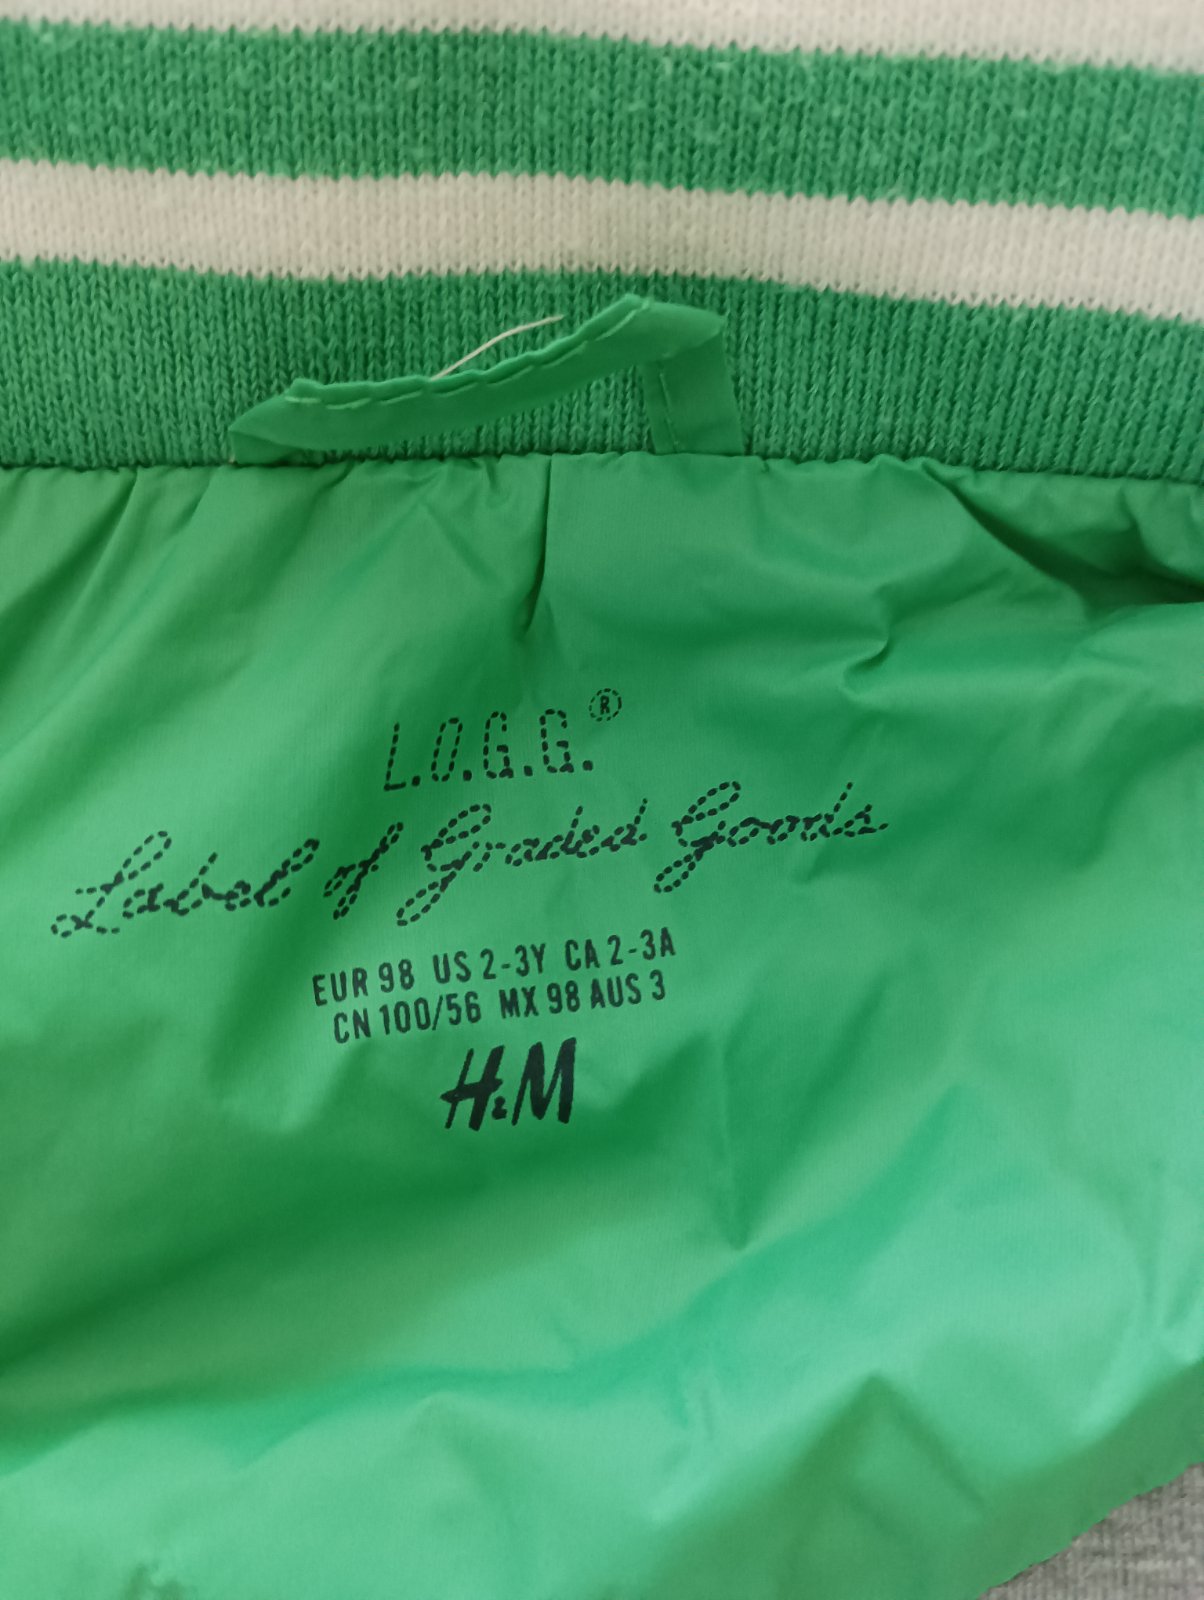 L.O.G.G.®
Label of Graded Goods
EUR 98 US 2-3Y CA 2-3A
CN 100/56 MX 98 AUS 3
H&M